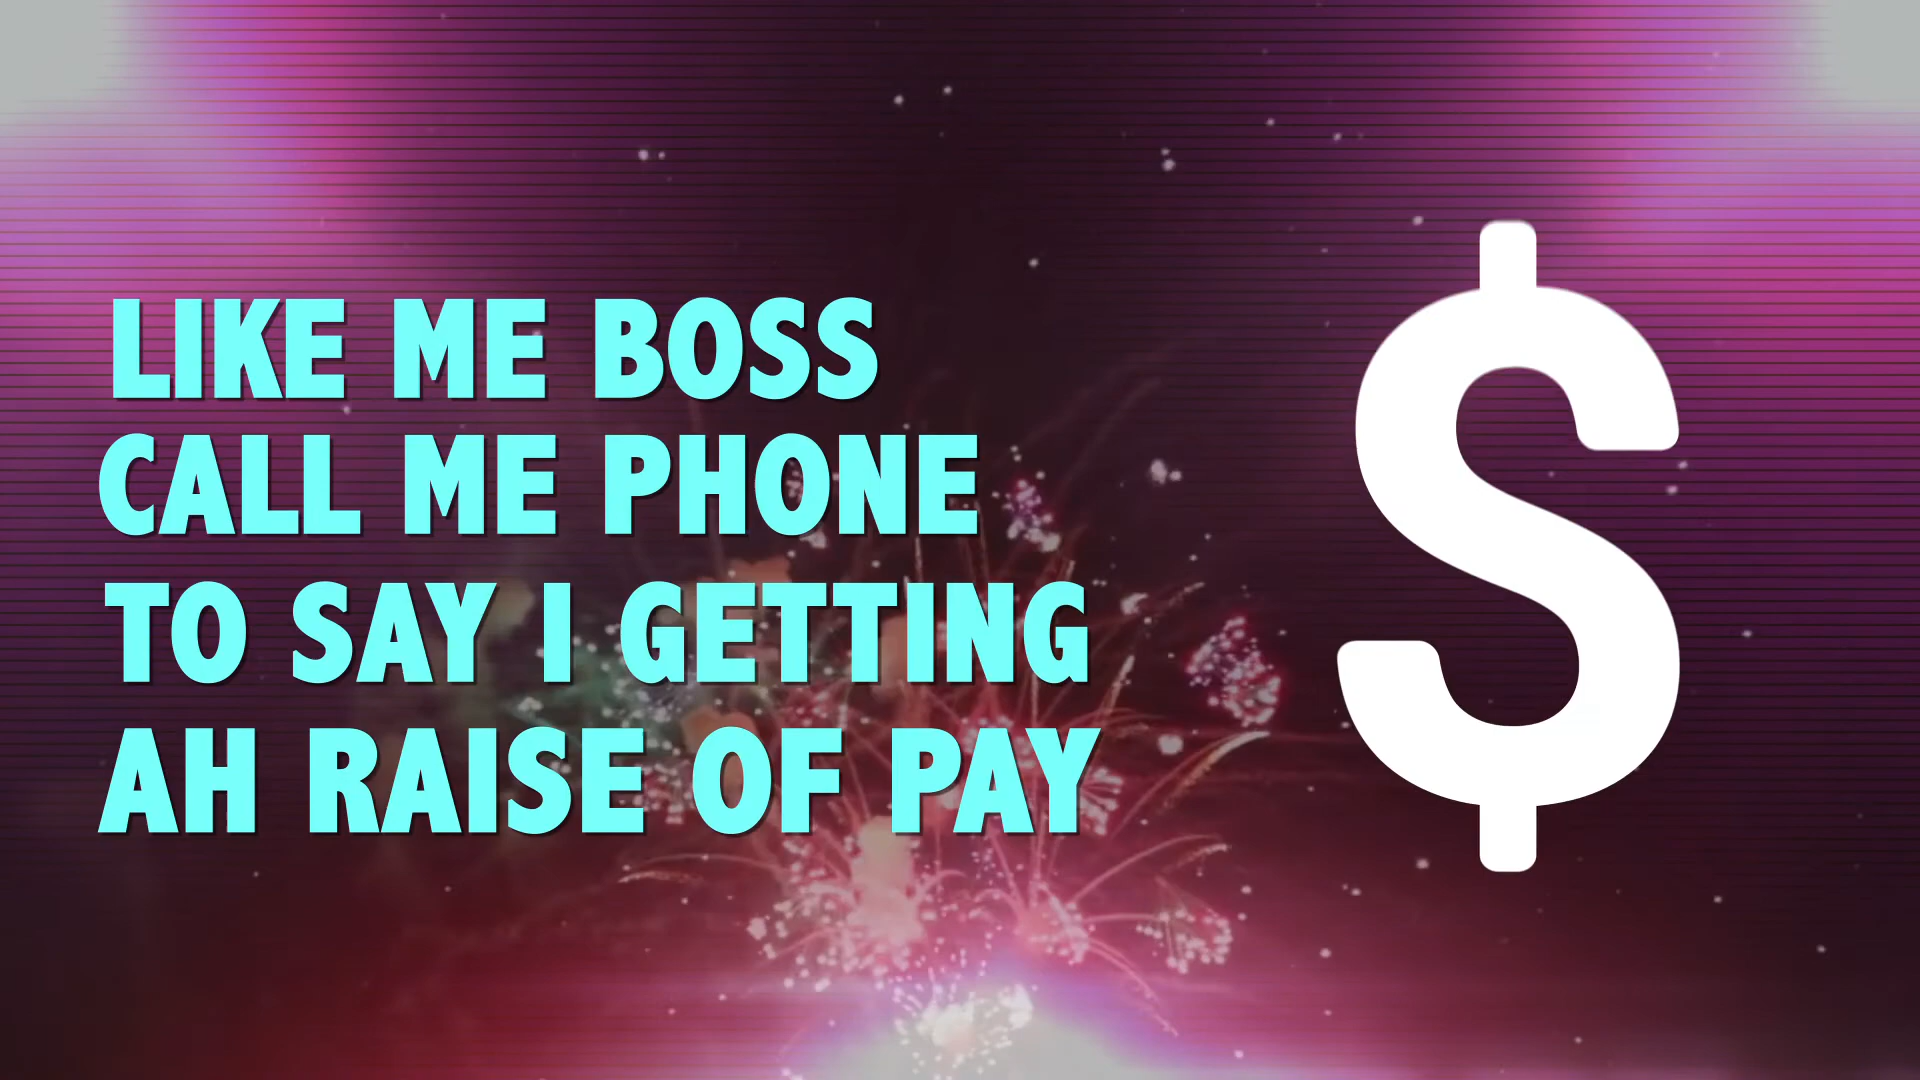 LIKE ME BOSS
CALL ME PHONE
TO SAY I GETTING
AH RAISE OF PAY
$